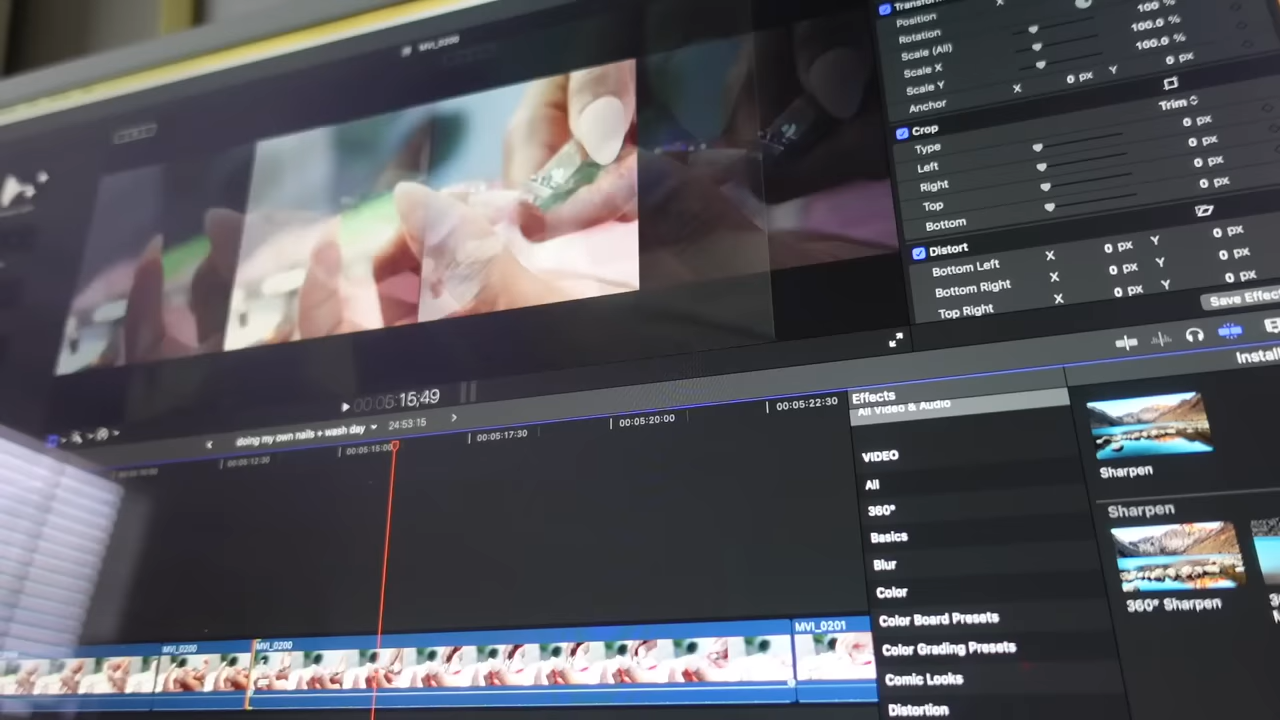 MVI_0200
Transform
Position
Rotation
Scale (All)
Scale X
Scale Y
Anchor
X
100 %
100.0 %
100.0 %
X 0 px Y 0 px
Crop
Type
Left
Right
Top
Bottom
Trim
0 px
0 px
0 px
0 px
Distort
Bottom Left X 0 px Y 0 px
Bottom Right X 0 px Y 0 px
Top Right X 0 px Y 0 px
Save Effect
00:05:15;49
doing my own nails + wash day 24:53:15
00:05:12:30
00:05:15:00
00:05:17:30
00:05:20:00
00:05:22:30
Effects
All Video & Audio
VIDEO
All
360°
Basics
Blur
Color
Color Board Presets
Color Grading Presets
Comic Looks
Distortion
Install
Sharpen
Sharpen
360° Sharpen
MVI_0200
MVI_0200
MVI_0201